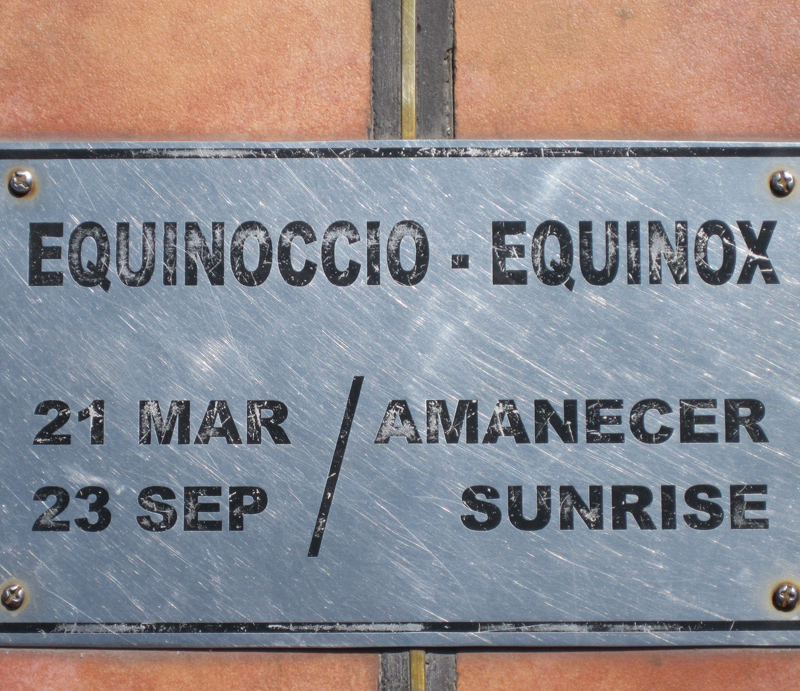 EQUINOCCIO - EQUINOX
21 MAR / AMANECER
23 SEP / SUNRISE